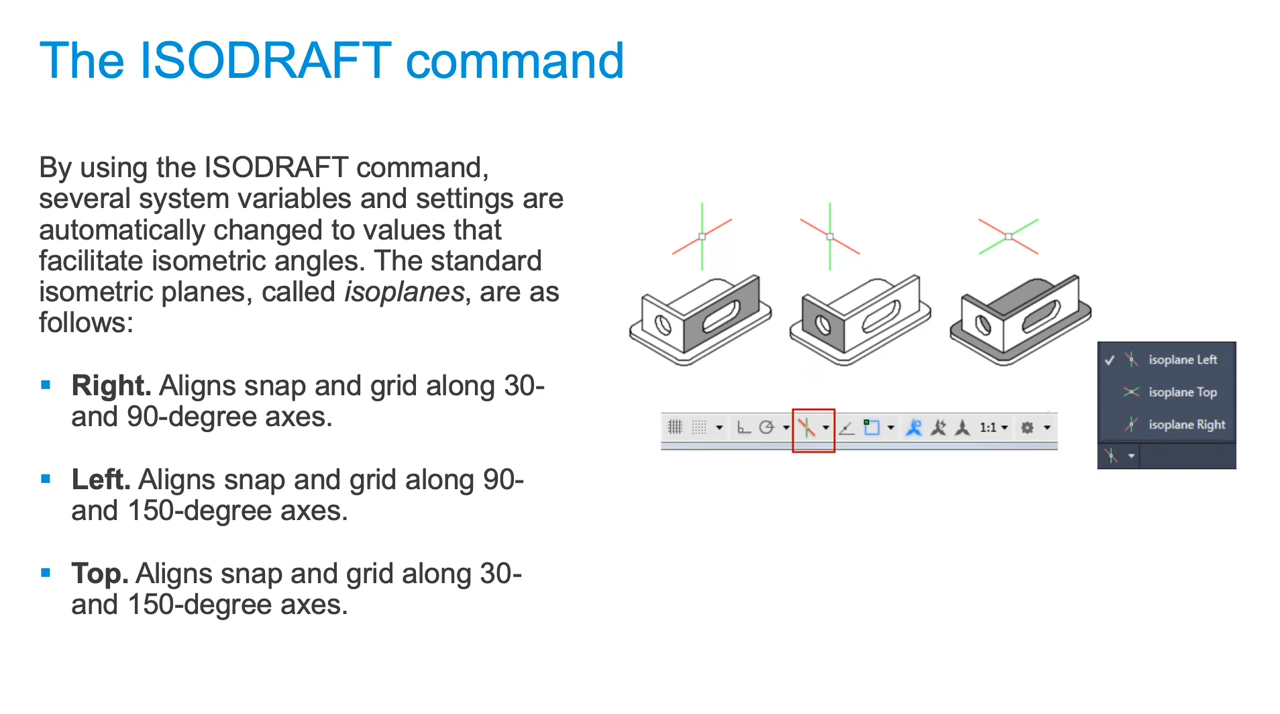 The ISODRAFT command
By using the ISODRAFT command,
several system variables and settings are
automatically changed to values that
facilitate isometric angles. The standard
isometric planes, called isoplanes, are as
follows:
Right. Aligns snap and grid along 30-
and 90-degree axes.
Left. Aligns snap and grid along 90-
and 150-degree axes.
Top. Aligns snap and grid along 30-
and 150-degree axes.
1:1
isoplane Left
isoplane Top
isoplane Right